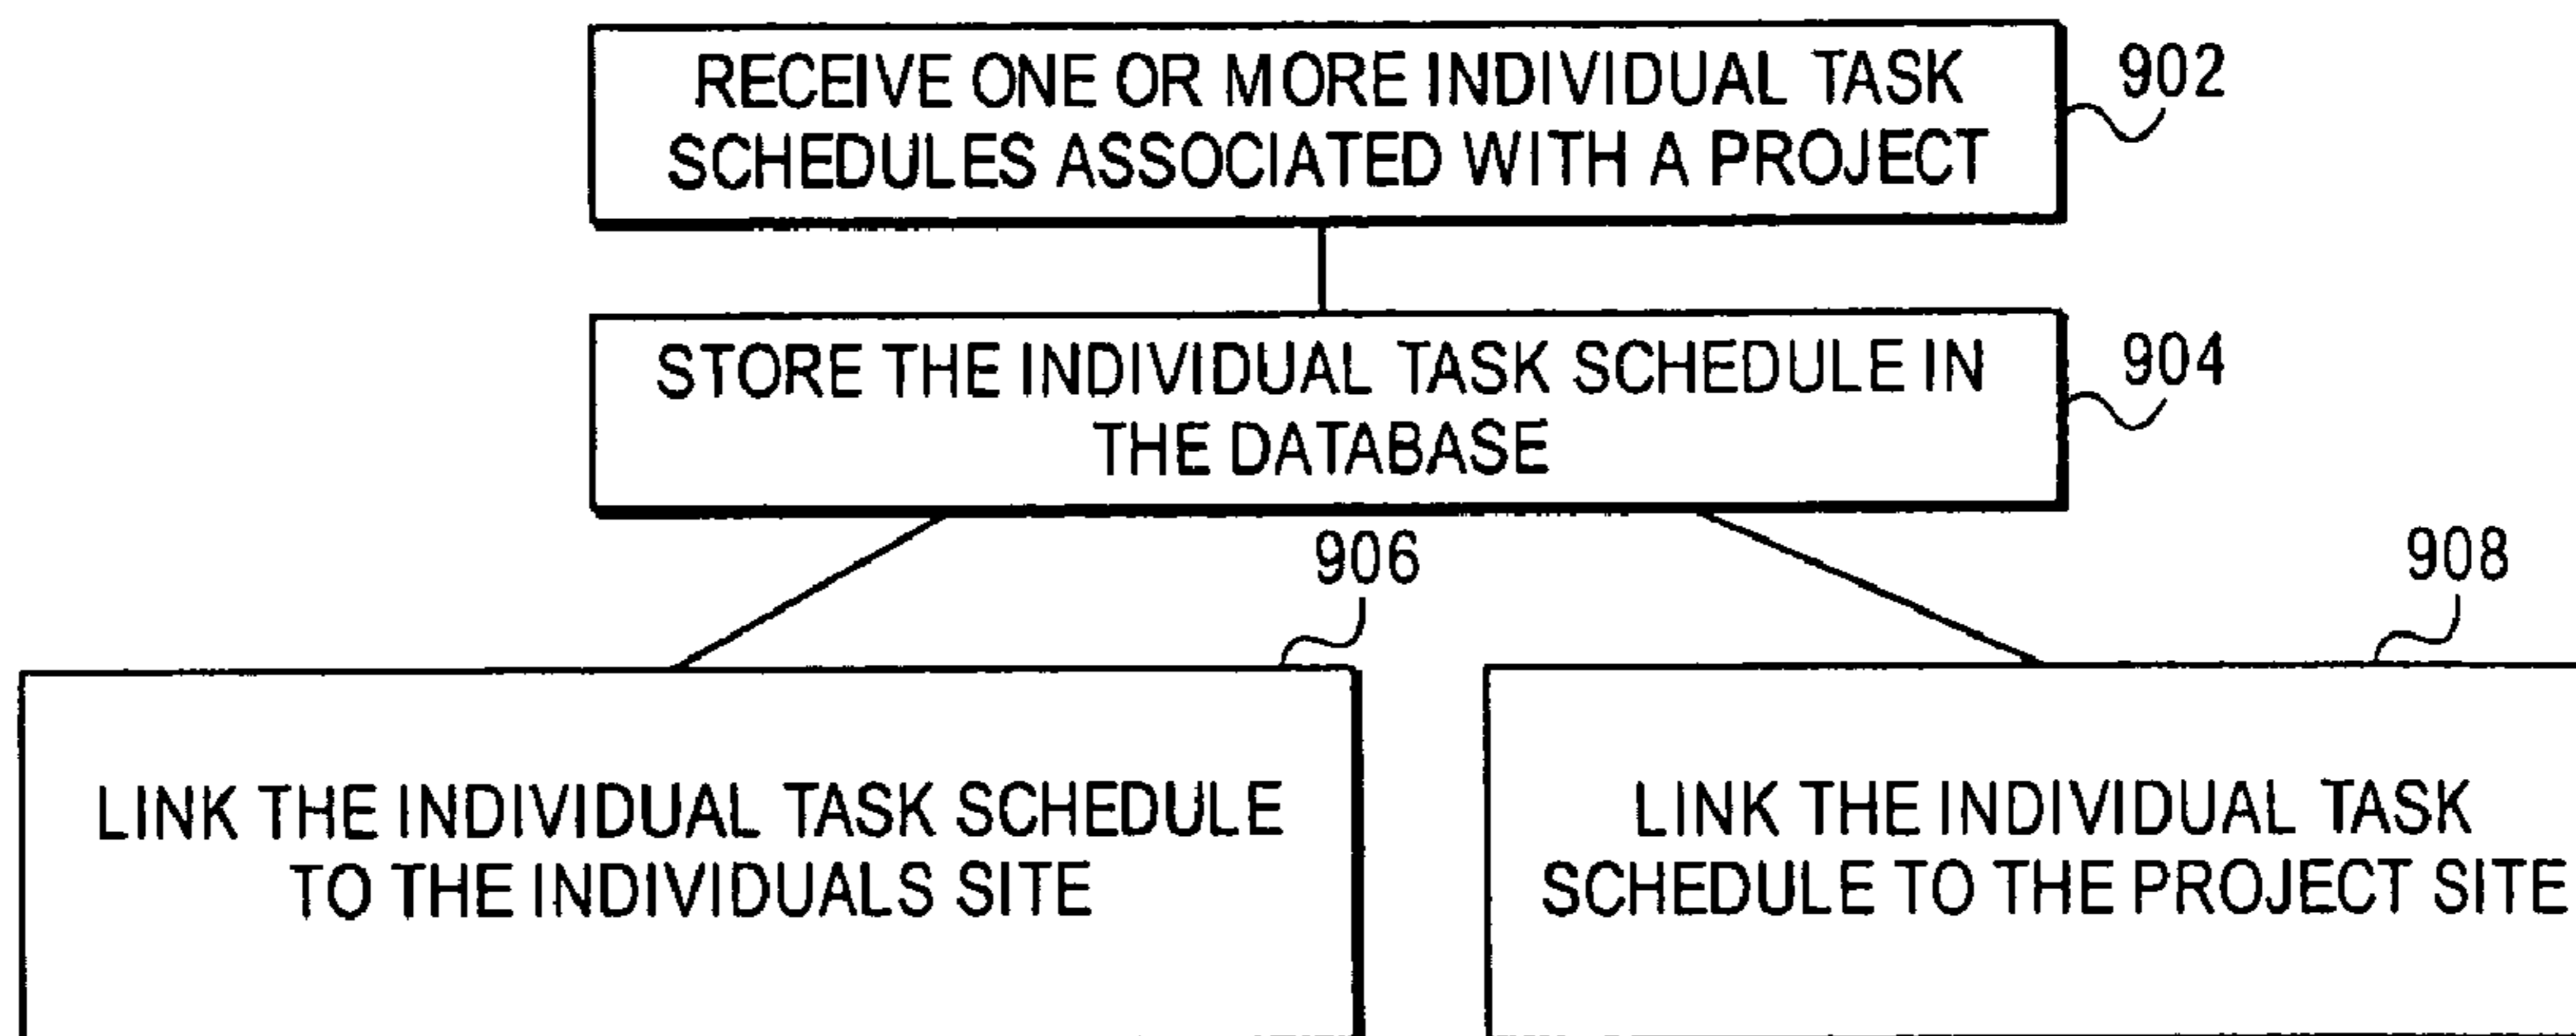 RECEIVE ONE OR MORE INDIVIDUAL TASK
SCHEDULES ASSOCIATED WITH A PROJECT
902
STORE THE INDIVIDUAL TASK SCHEDULE IN
THE DATABASE
904
906
LINK THE INDIVIDUAL TASK SCHEDULE
TO THE INDIVIDUALS SITE
908
LINK THE INDIVIDUAL TASK
SCHEDULE TO THE PROJECT SITE